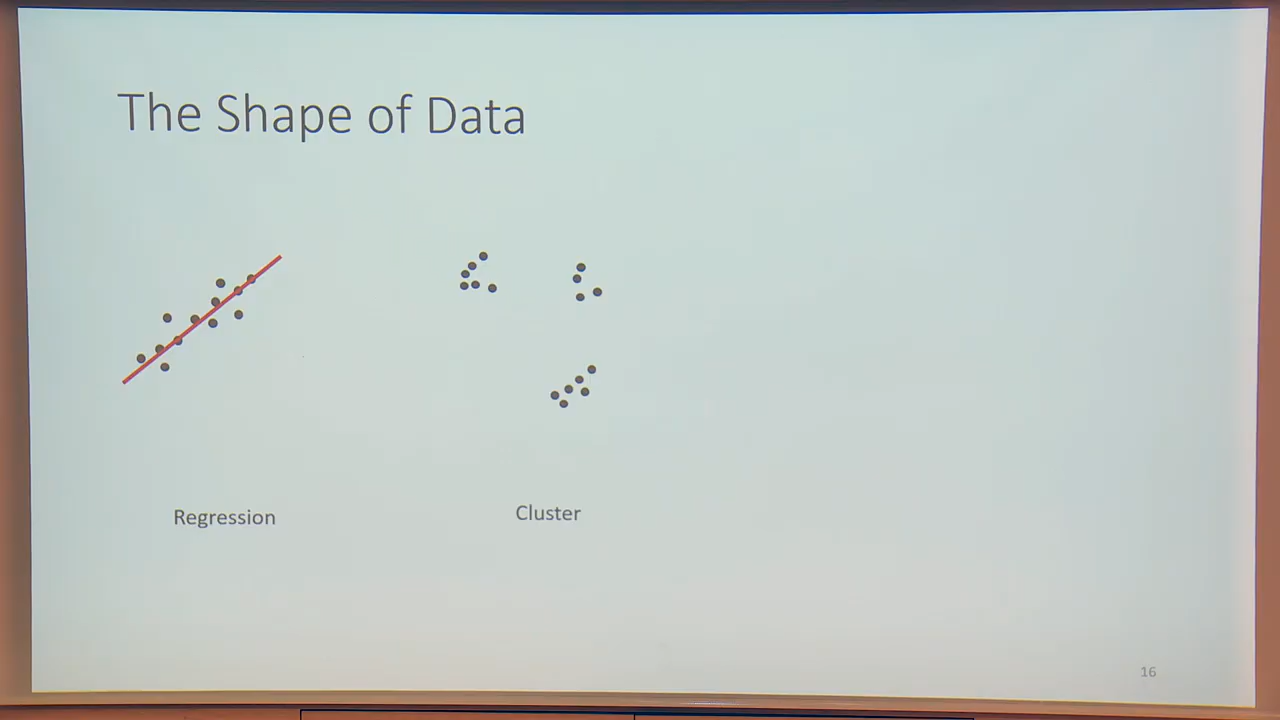 The Shape of Data
Regression
Cluster
16